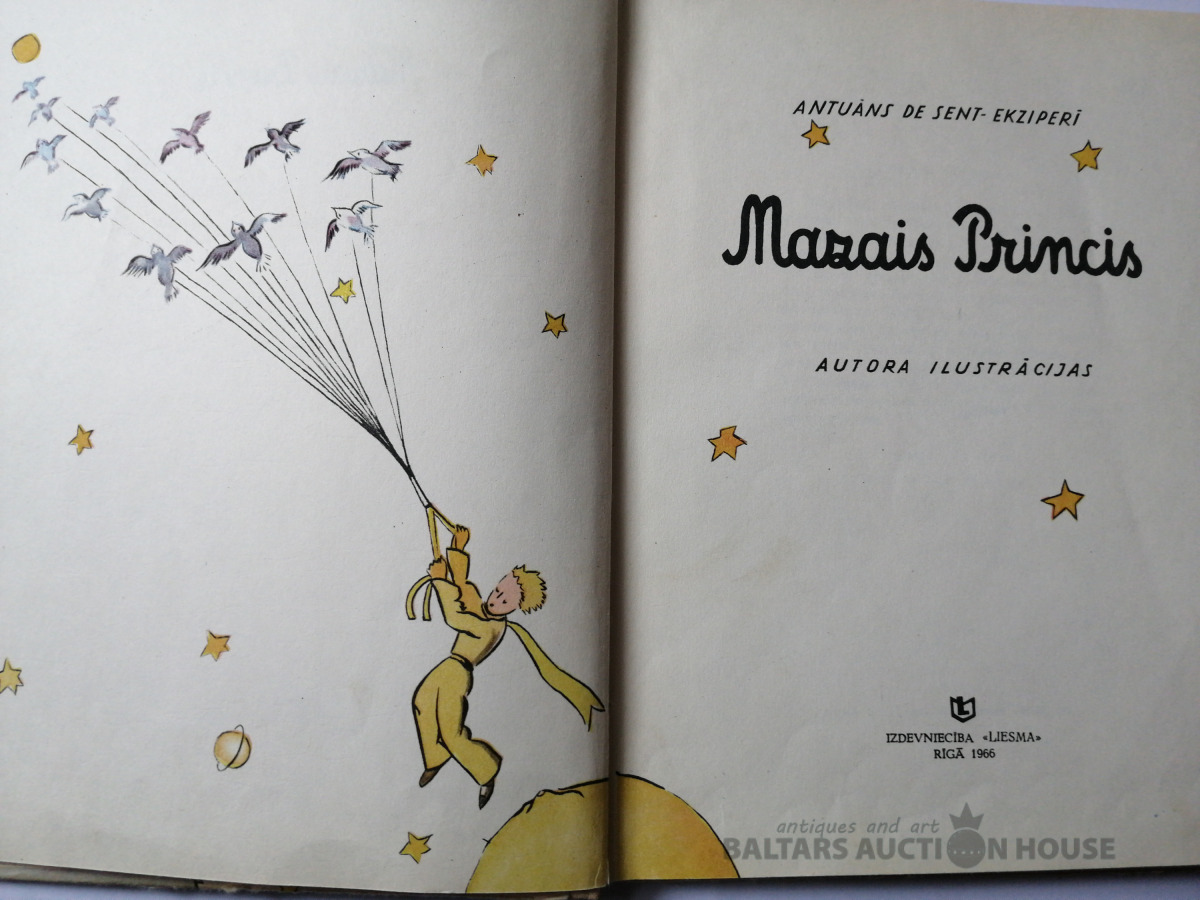 ANTUĀNS DE SENT-EKZIPERĪ
Mazais Princis
AUTORA ILUSTRĀCIJAS
IZDEVNIECĪBA «LIESMA»
RĪGĀ 1966
antiques and art
BALTARS AUCTION HOUSE